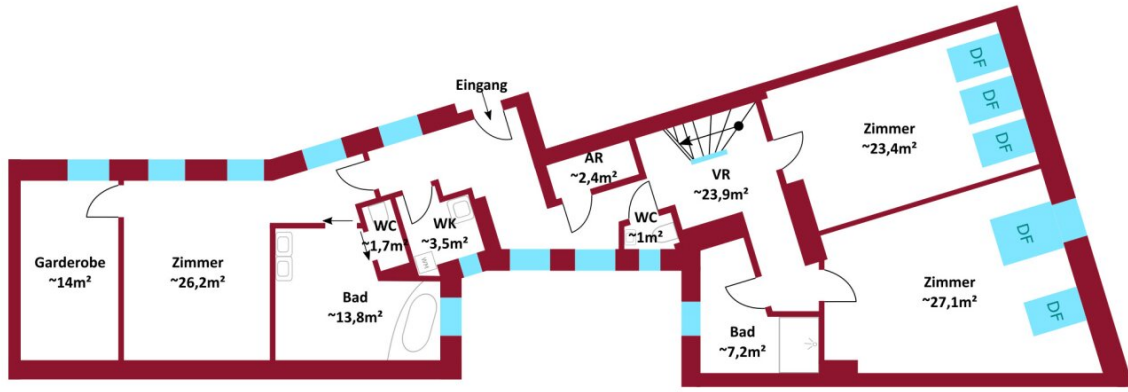 Eingang
DF
DF
DF
Zimmer
~23,4m²
AR
~2,4m²
VR
~23,9m²
WC
~1m²
WC
~1,7m²
WK
~3,5m²
WM
Garderobe
~14m²
Zimmer
~26,2m²
Bad
~13,8m²
DF
Zimmer
~27,1m²
DF
Bad
~7,2m²